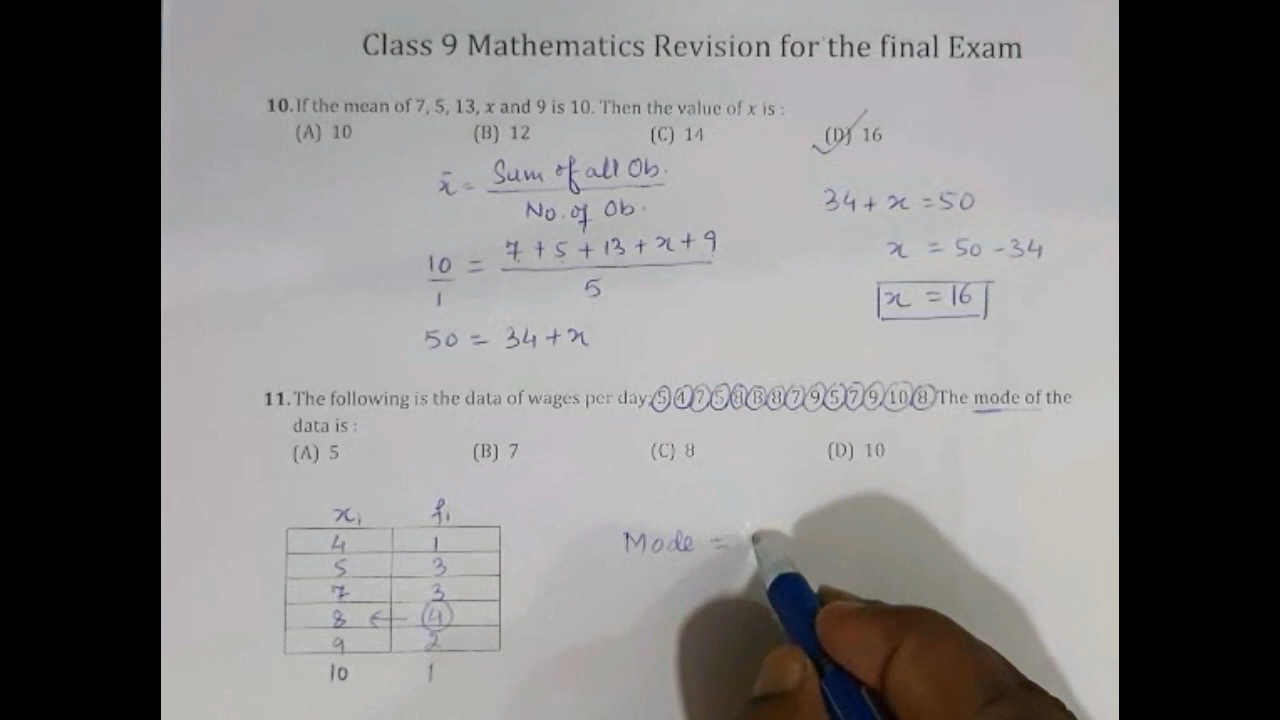 Class 9 Mathematics Revision for the final Exam
10. If the mean of 7, 5, 13, x and 9 is 10. Then the value of x is :
(A) 10 (B) 12 (C) 14 (D) 16
x̄ = Sum of all Ob. / No. of Ob.
10/1 = 7 + 5 + 13 + x + 9 / 5
50 = 34 + x
34 + x = 50
x = 50 - 34
x = 16
11. The following is the data of wages per day: 5 4 7 5 8 8 8 7 9 5 7 9 10 8 The mode of the
data is :
(A) 5 (B) 7 (C) 8 (D) 10
xi fi
4 1
5 3
7 3
8 ← 4
9 2
10 1
Mode =